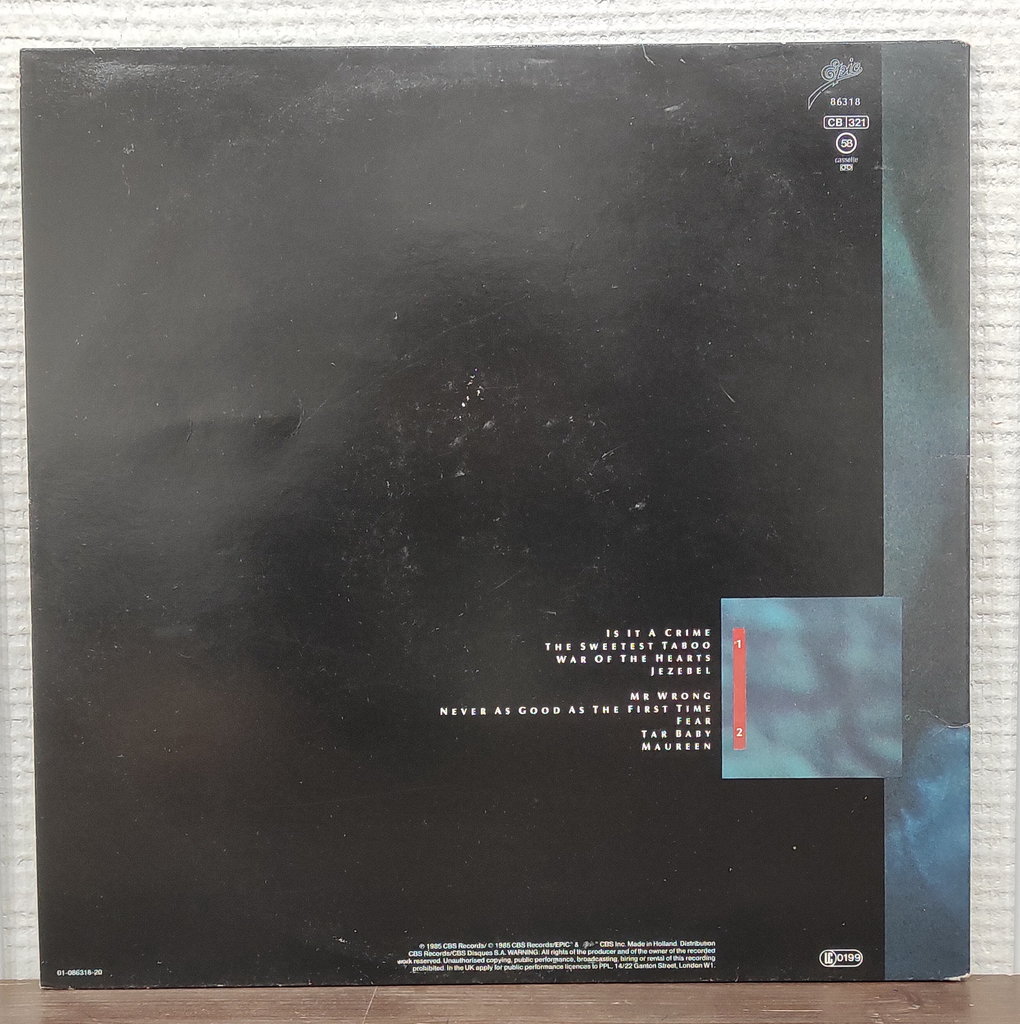 Epic
86318
CB 321
5B
cassette
IS IT A CRIME
THE SWEETEST TABOO
WAR OF THE HEARTS
JEZEBEL
MR WRONG
NEVER AS GOOD AS THE FIRST TIME
FEAR
TAR BABY
MAUREEN
1
2
℗ 1985 CBS Records/ © 1985 CBS Records/EPIC" & Epic " CBS Inc. Made in Holland. Distribution
CBS Records/CBS Disques S.A. WARNING: All rights of the producer and of the owner of the recorded
work reserved. Unauthorised copying, public performance, broadcasting, hiring or rental of this recording
prohibited. In the UK apply for public performance licences to PPL, 14/22 Ganton Street, London W1.
LC 0199
01-086318-20